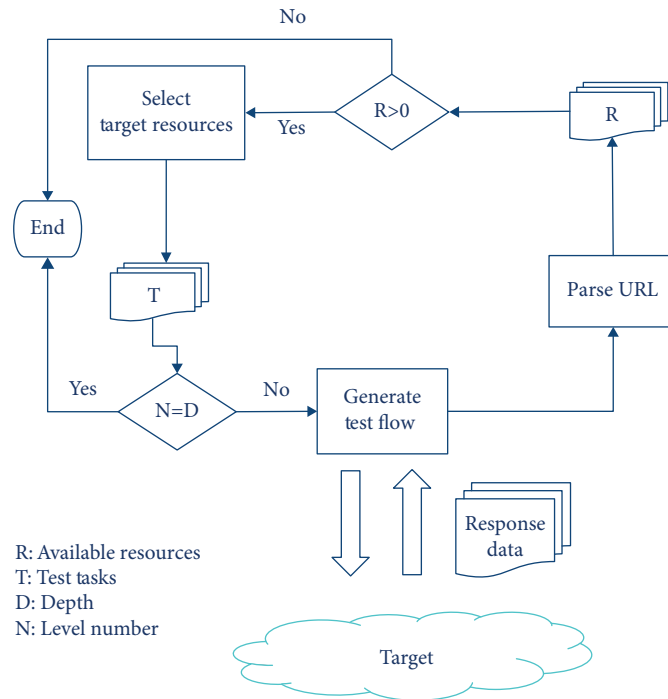 No
Select
target resources
Yes
R>0
R
End
T
Parse URL
Yes
N=D
No
Generate
test flow
Response
data
R: Available resources
T: Test tasks
D: Depth
N: Level number
Target